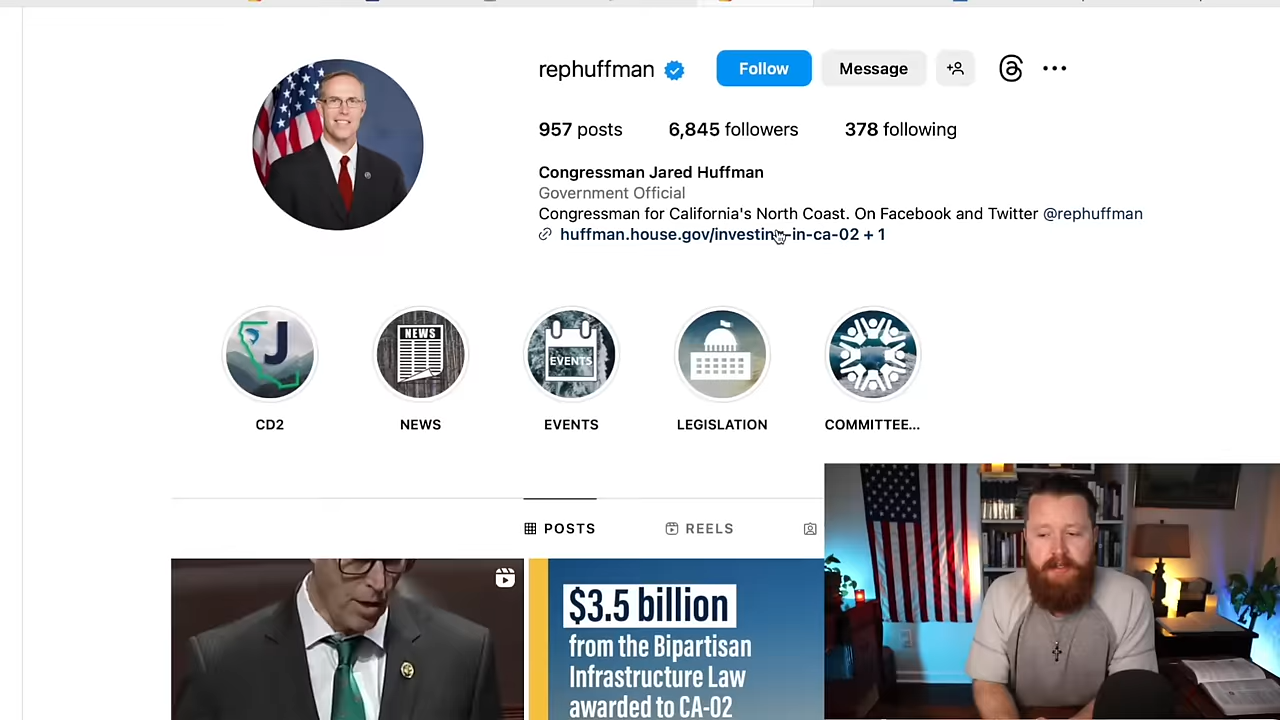 rephuffman
Follow
Message
957 posts
6,845 followers
378 following
Congressman Jared Huffman
Government Official
Congressman for California's North Coast. On Facebook and Twitter @rephuffman
huffman.house.gov/investing-in-ca-02 + 1
J
NEWS
EVENTS
CD2
NEWS
EVENTS
LEGISLATION
COMMITTEE...
POSTS
REELS
$3.5 billion
from the Bipartisan
Infrastructure Law
awarded to CA-02